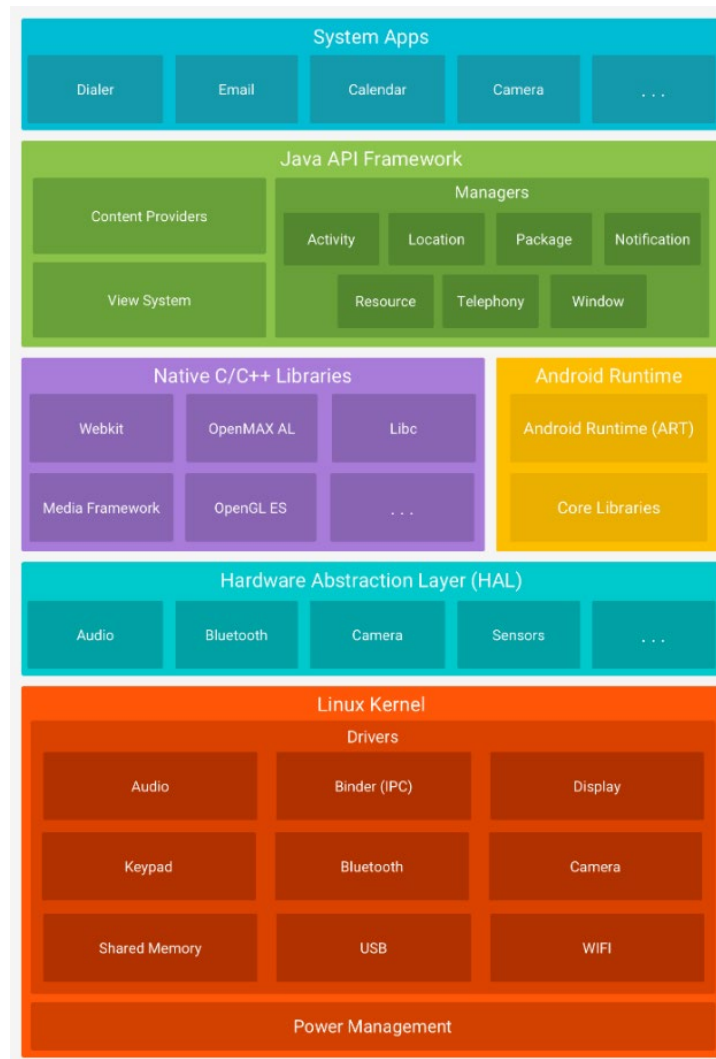 System Apps
Dialer
Email
Calendar
Camera
. . .
Java API Framework
Content Providers
View System
Managers
Activity
Location
Package
Notification
Resource
Telephony
Window
Native C/C++ Libraries
Webkit
OpenMAX AL
Libc
Media Framework
OpenGL ES
. . .
Android Runtime
Android Runtime (ART)
Core Libraries
Hardware Abstraction Layer (HAL)
Audio
Bluetooth
Camera
Sensors
. . .
Linux Kernel
Drivers
Audio
Binder (IPC)
Display
Keypad
Bluetooth
Camera
Shared Memory
USB
WIFI
Power Management